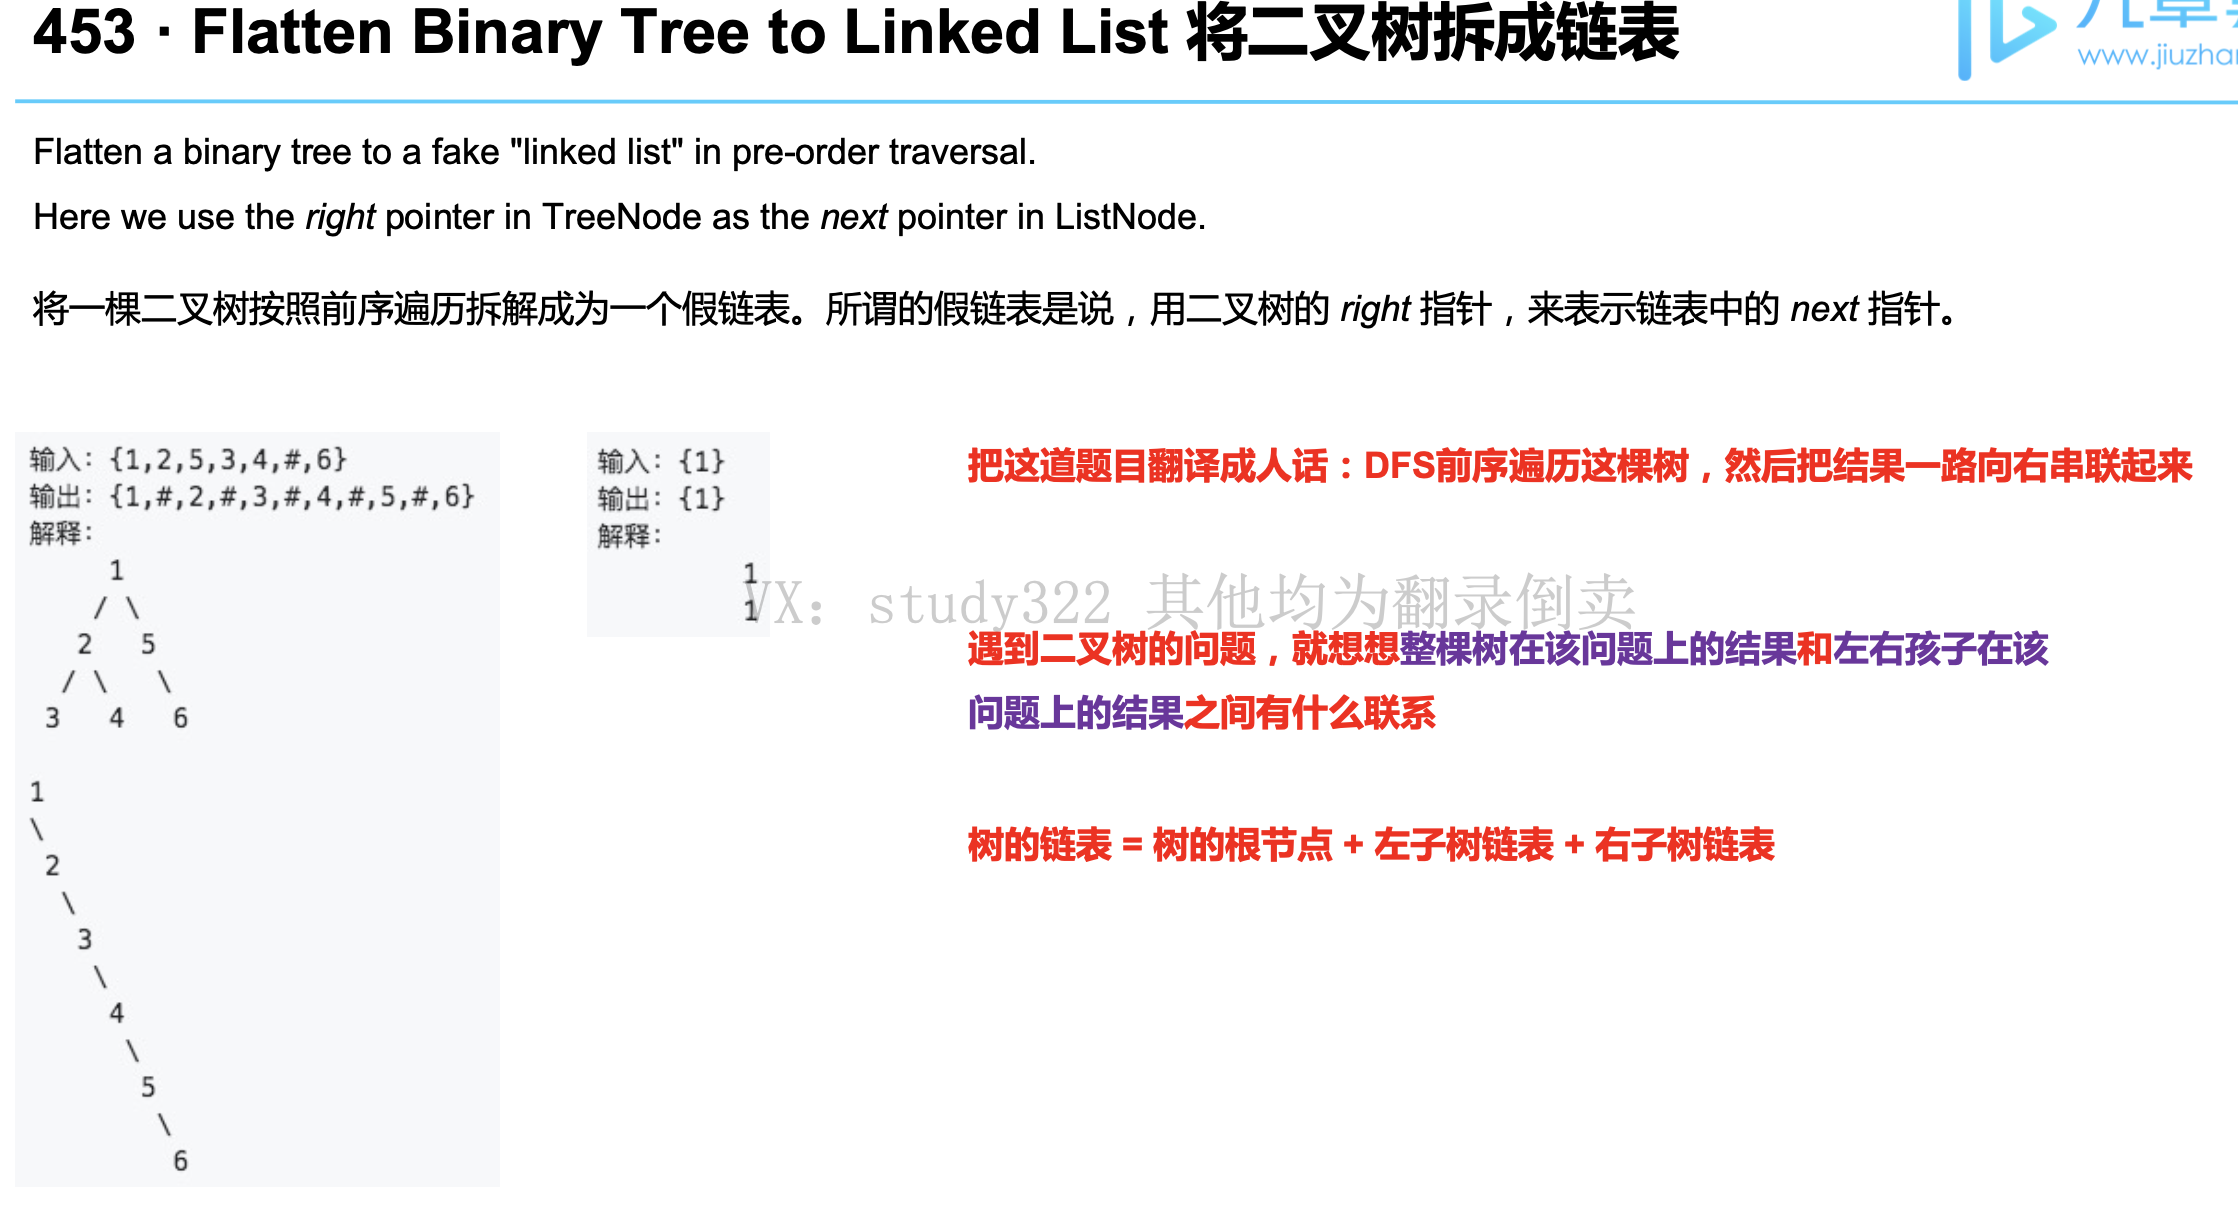 453 · Flatten Binary Tree to Linked List 将二叉树拆成链表
www.jiuzha
Flatten a binary tree to a fake "linked list" in pre-order traversal.
Here we use the right pointer in TreeNode as the next pointer in ListNode.
将一棵二叉树按照前序遍历拆解成为一个假链表。所谓的假链表是说，用二叉树的 right 指针，来表示链表中的 next 指针。
输入：{1,2,5,3,4,#,6}
输出：{1,#,2,#,3,#,4,#,5,#,6}
解释：
1
/ \
2 5
/ \ \
3 4 6
1
\
2
\
3
\
4
\
5
\
6
输入：{1}
输出：{1}
解释：
1
1
把这道题目翻译成人话：DFS前序遍历这棵树，然后把结果一路向右串联起来
VX：study322 其他均为翻录倒卖
遇到二叉树的问题，就想想整棵树在该问题上的结果和左右孩子在该
问题上的结果之间有什么联系
树的链表 = 树的根节点 + 左子树链表 + 右子树链表